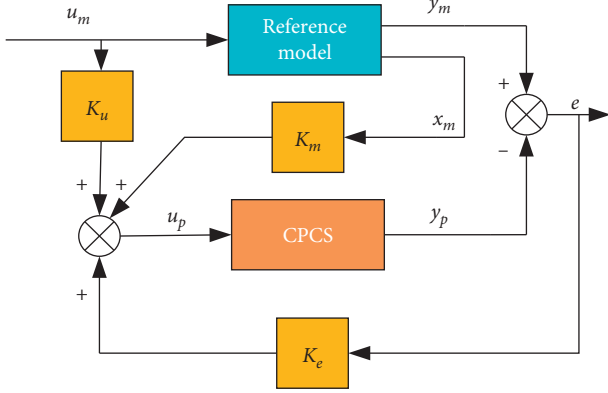 u_m
Reference
model
y_m
+
e
K_u
K_m
x_m
−
+
+
u_p
CPCS
y_p
+
K_e